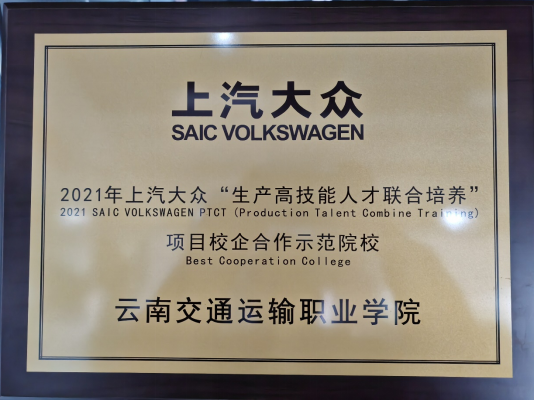 上汽大众
SAIC VOLKSWAGEN
2021年上汽大众“生产高技能人才联合培养”
2021 SAIC VOLKSWAGEN PTCT (Production Talent Combine Training)
项目校企合作示范院校
Best Cooperation College
云南交通运输职业学院